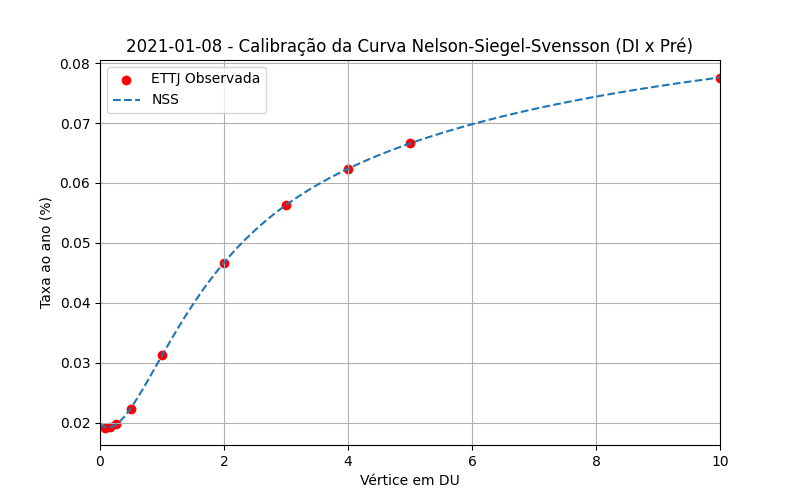 2021-01-08 - Calibração da Curva Nelson-Siegel-Svensson (DI x Pré)
ETTJ Observada
NSS
Taxa ao ano (%)
0.08
0.07
0.06
0.05
0.04
0.03
0.02
0 2 4 6 8 10
Vértice em DU